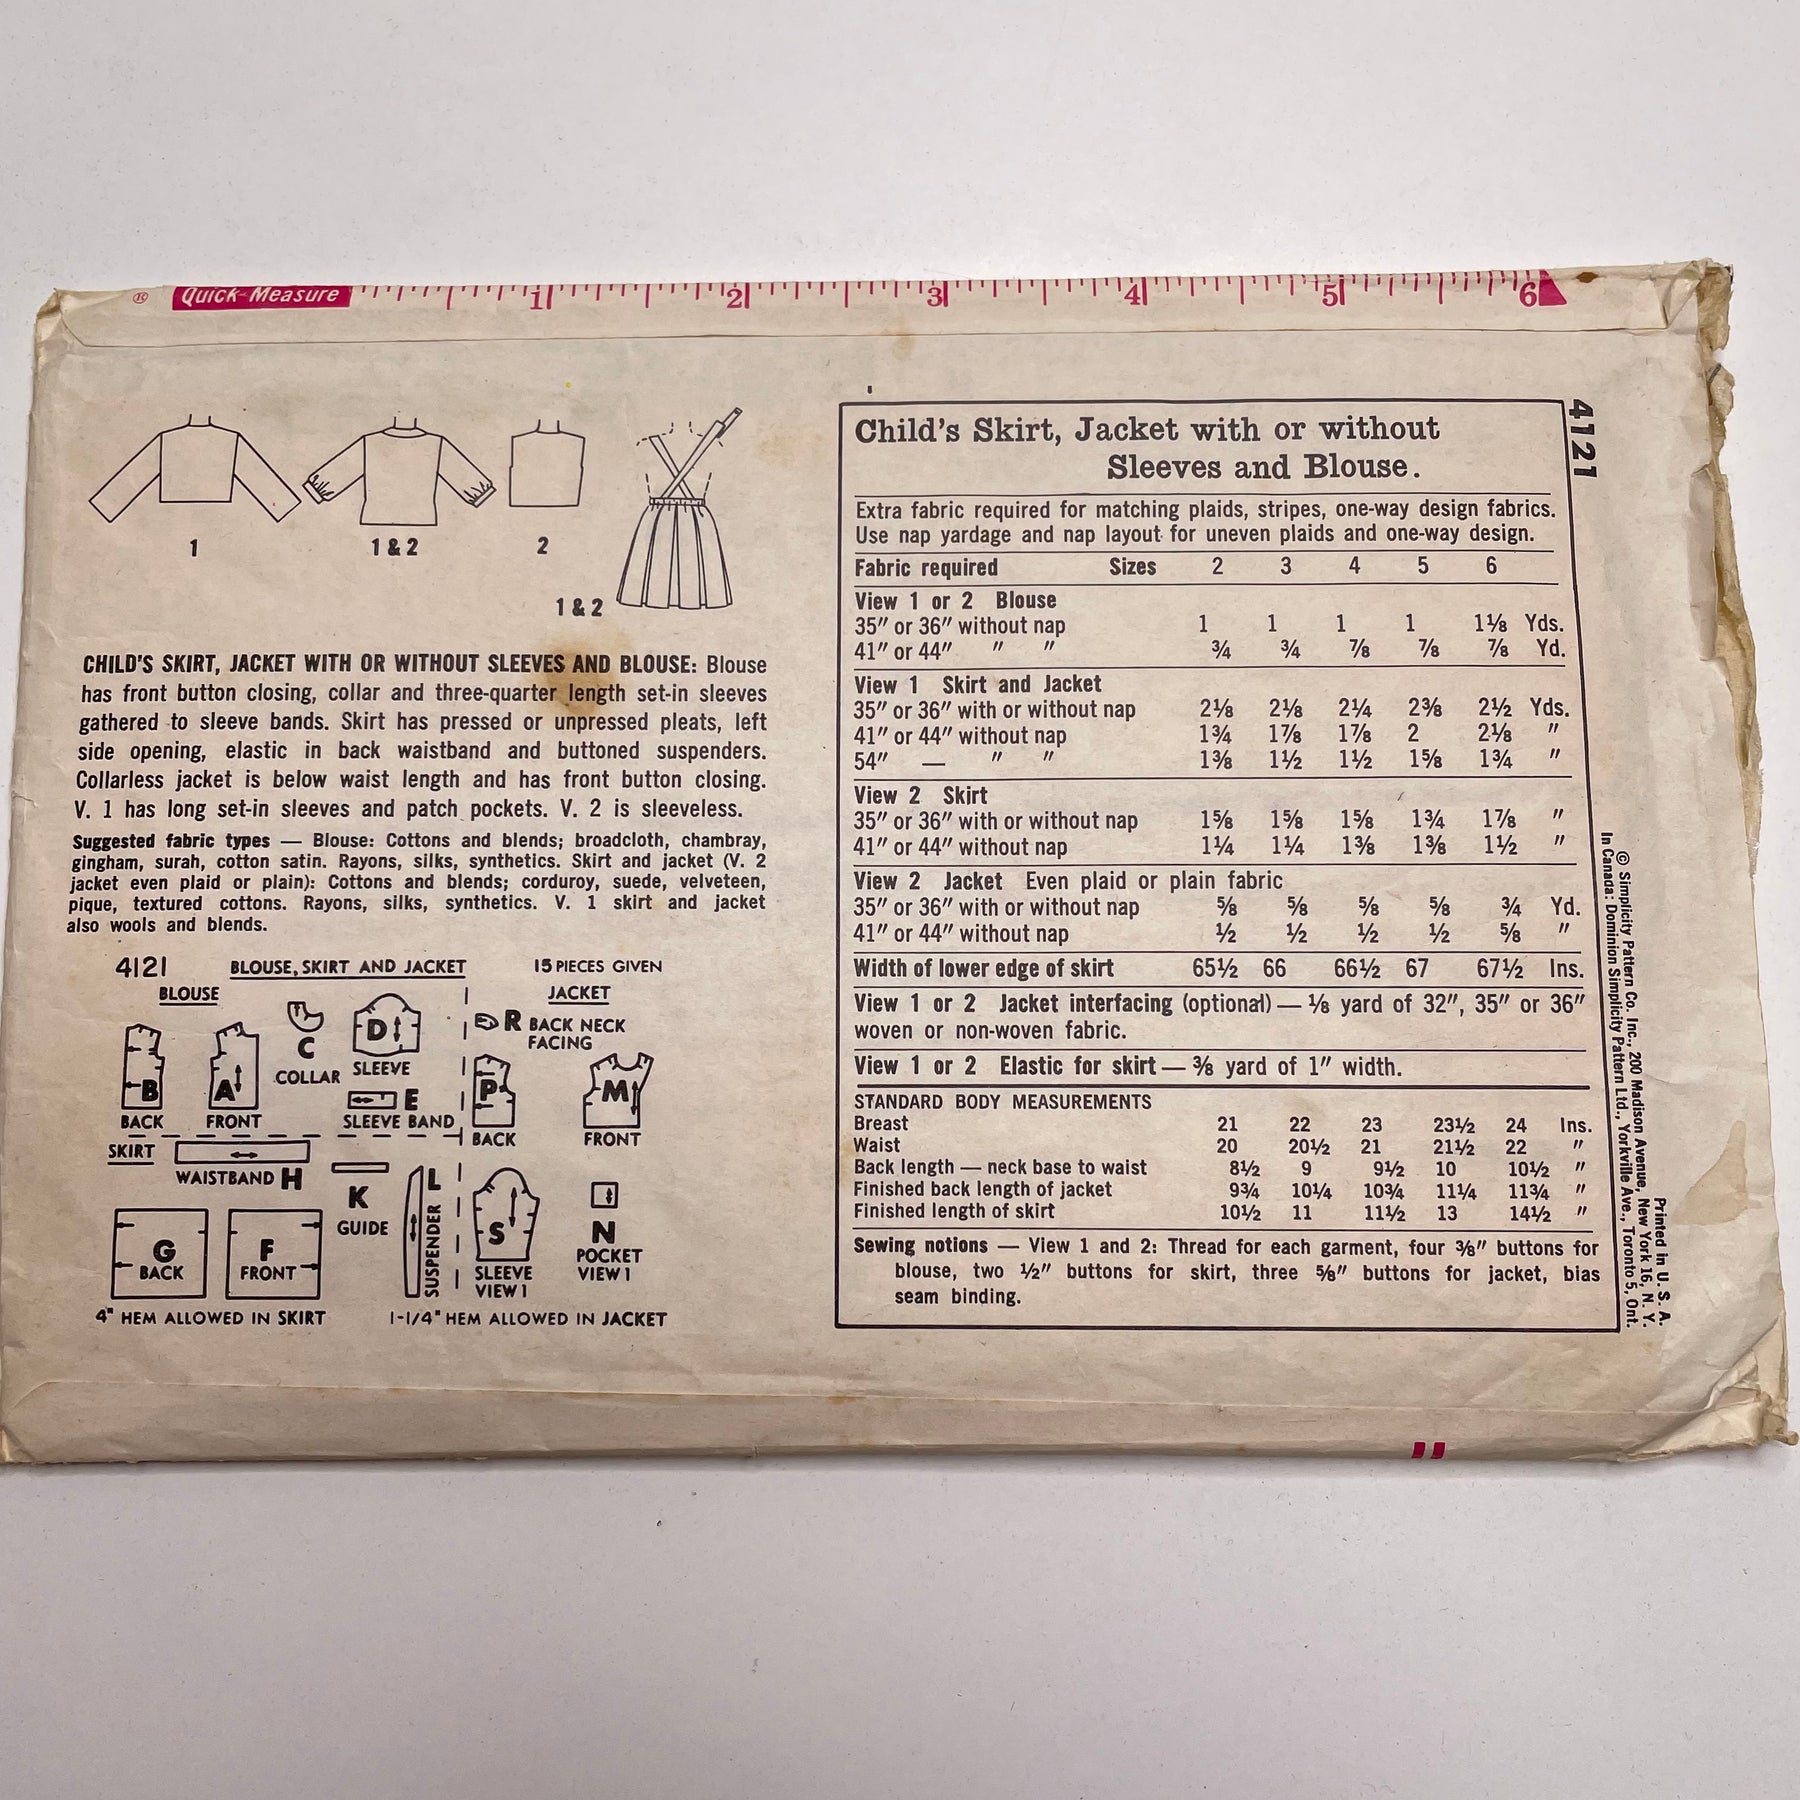 Quick-Measure 1 2 3 4 5 6
1
1 & 2
2
1 & 2
CHILD'S SKIRT, JACKET WITH OR WITHOUT SLEEVES AND BLOUSE: Blouse
has front button closing, collar and three-quarter length set-in sleeves
gathered to sleeve bands. Skirt has pressed or unpressed pleats, left
side opening, elastic in back waistband and buttoned suspenders.
Collarless jacket is below waist length and has front button closing.
V. 1 has long set-in sleeves and patch pockets. V. 2 is sleeveless.
Suggested fabric types — Blouse: Cottons and blends; broadcloth, chambray,
gingham, surah, cotton satin. Rayons, silks, synthetics. Skirt and jacket (V. 2
jacket even plaid or plain): Cottons and blends; corduroy, suede, velveteen,
pique, textured cottons. Rayons, silks, synthetics. V. 1 skirt and jacket
also wools and blends.
4121 BLOUSE, SKIRT AND JACKET 15 PIECES GIVEN
BLOUSE
B
BACK
A
FRONT
C
COLLAR
D
SLEEVE
E
SLEEVE BAND
JACKET
R BACK NECK
FACING
P
BACK
M
FRONT
SKIRT
WAISTBAND H
K
GUIDE
L
SUSPENDER
G
BACK
F
FRONT
S
SLEEVE
VIEW 1
N
POCKET
VIEW 1
4" HEM ALLOWED IN SKIRT
1-1/4" HEM ALLOWED IN JACKET
4121
Child's Skirt, Jacket with or without
Sleeves and Blouse.
Extra fabric required for matching plaids, stripes, one-way design fabrics.
Use nap yardage and nap layout for uneven plaids and one-way design.
Fabric required Sizes 2 3 4 5 6
View 1 or 2 Blouse
35" or 36" without nap 1 1 1 1 1⅛ Yds.
41" or 44" " " ¾ ¾ ⅞ ⅞ ⅞ Yd.
View 1 Skirt and Jacket
35" or 36" with or without nap 2⅛ 2⅛ 2¼ 2⅜ 2½ Yds.
41" or 44" without nap 1¾ 1⅞ 1⅞ 2 2⅛ "
54" — " " 1⅜ 1½ 1½ 1⅝ 1¾ "
View 2 Skirt
35" or 36" with or without nap 1⅝ 1⅝ 1⅝ 1¾ 1⅞ "
41" or 44" without nap 1¼ 1¼ 1⅜ 1⅜ 1½ "
View 2 Jacket Even plaid or plain fabric
35" or 36" with or without nap ⅝ ⅝ ⅝ ⅝ ¾ Yd.
41" or 44" without nap ½ ½ ½ ½ ⅝ "
Width of lower edge of skirt 65½ 66 66½ 67 67½ Ins.
View 1 or 2 Jacket interfacing (optional) — ⅛ yard of 32", 35" or 36"
woven or non-woven fabric.
View 1 or 2 Elastic for skirt — ⅜ yard of 1" width.
STANDARD BODY MEASUREMENTS
Breast 21 22 23 23½ 24 Ins.
Waist 20 20½ 21 21½ 22 "
Back length — neck base to waist 8½ 9 9½ 10 10½ "
Finished back length of jacket 9¾ 10¼ 10¾ 11¼ 11¾ "
Finished length of skirt 10½ 11 11½ 13 14½ "
Sewing notions — View 1 and 2: Thread for each garment, four ⅜" buttons for
blouse, two ½" buttons for skirt, three ⅝" buttons for jacket, bias
seam binding.
© Simplicity Pattern Co. Inc., 200 Madison Avenue, New York 16, N. Y.
In Canada: Dominion Simplicity Pattern Ltd., Yorkville Ave., Toronto 5, Ont.
Printed in U. S. A.